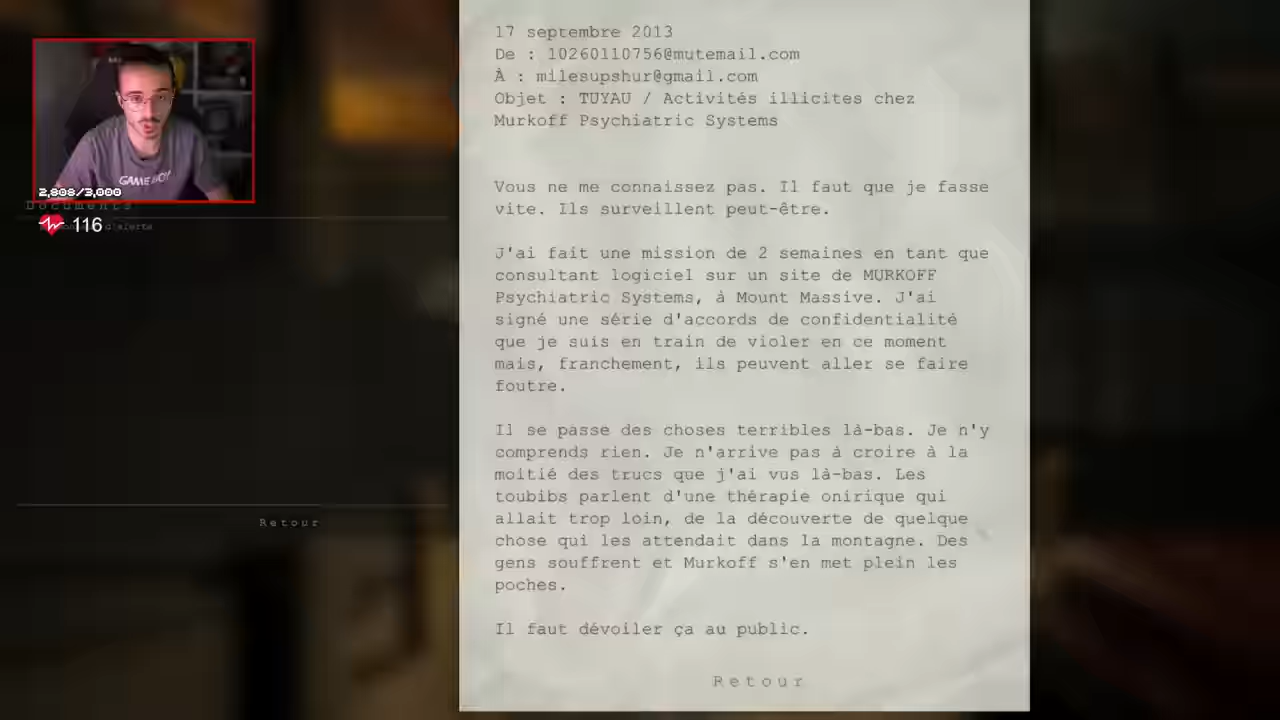 17 septembre 2013
De : 10260110756@mutemail.com
À : milesupshur@gmail.com
Objet : TUYAU / Activités illicites chez
Murkoff Psychiatric Systems
Vous ne me connaissez pas. Il faut que je fasse
vite. Ils surveillent peut-être.
J'ai fait une mission de 2 semaines en tant que
consultant logiciel sur un site de MURKOFF
Psychiatric Systems, à Mount Massive. J'ai
signé une série d'accords de confidentialité
que je suis en train de violer en ce moment
mais, franchement, ils peuvent aller se faire
foutre.
Il se passe des choses terribles là-bas. Je n'y
comprends rien. Je n'arrive pas à croire à la
moitié des trucs que j'ai vus là-bas. Les
toubibs parlent d'une thérapie onirique qui
allait trop loin, de la découverte de quelque
chose qui les attendait dans la montagne. Des
gens souffrent et Murkoff s'en met plein les
poches.
Il faut dévoiler ça au public.
Retour
GAME BOY
2,808/3,000
Documents
116 d'alerte
Retour